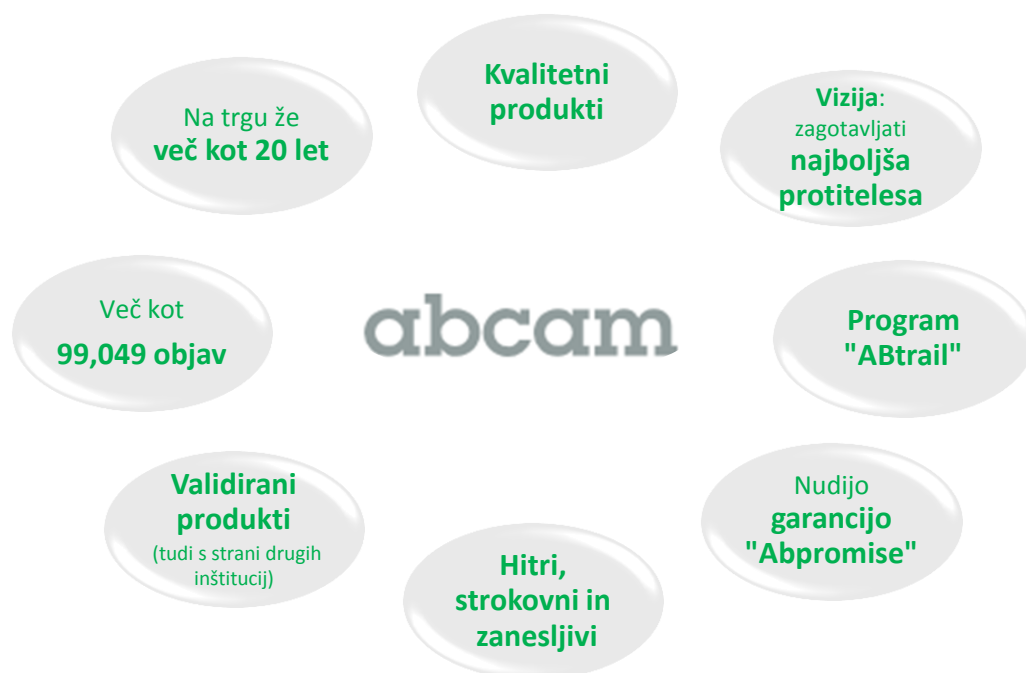 Kvalitetni
produkti
Na trgu že
več kot 20 let
Vizija:
zagotavljati
najboljša
protitelesa
Več kot
99,049 objav
abcam
Program
"ABtrail"
Validirani
produkti
(tudi s strani drugih
inštitucij)
Nudijo
garancijo
"Abpromise"
Hitri,
strokovni in
zanesljivi